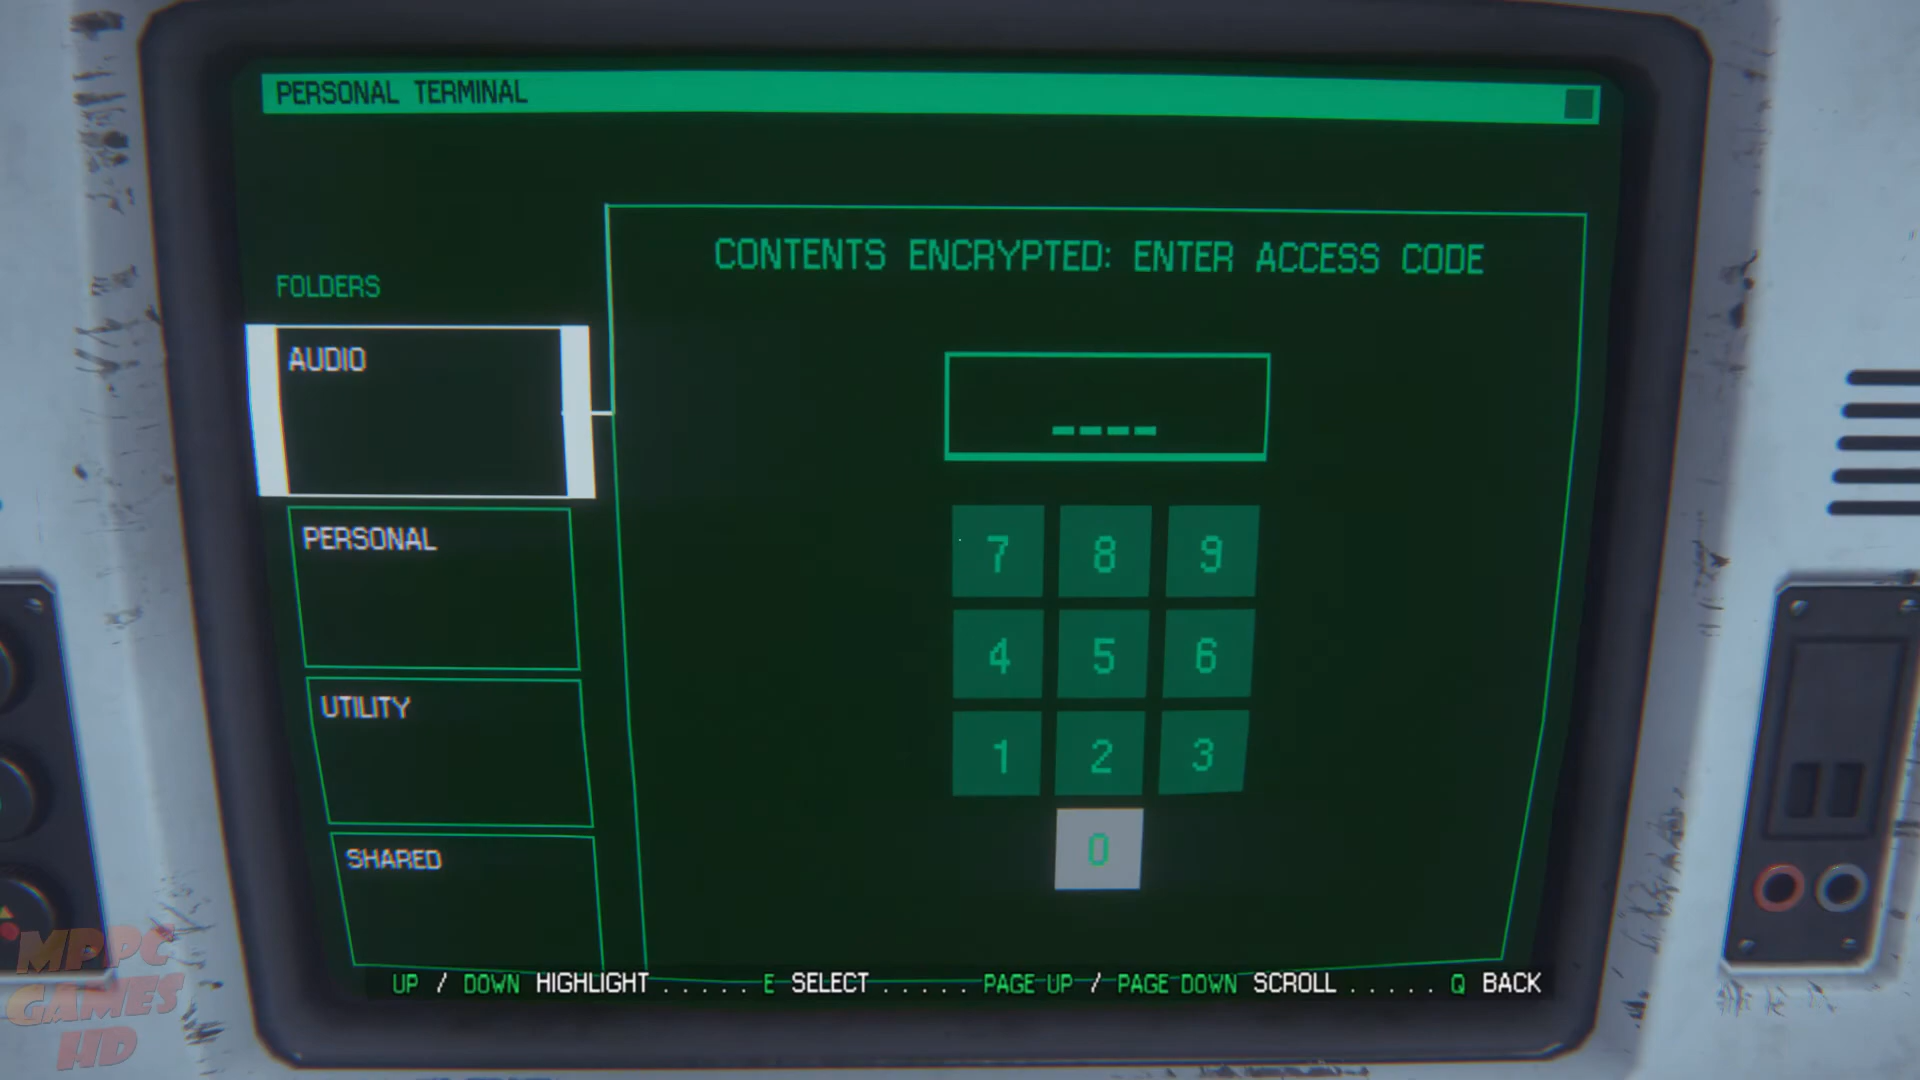 PERSONAL TERMINAL
CONTENTS ENCRYPTED: ENTER ACCESS CODE
FOLDERS
AUDIO
PERSONAL
UTILITY
SHARED
----
7 8 9
4 5 6
1 2 3
0
UP / DOWN HIGHLIGHT ..... E SELECT ..... PAGE UP / PAGE DOWN SCROLL ..... Q BACK
MPPC
GAMES
HD